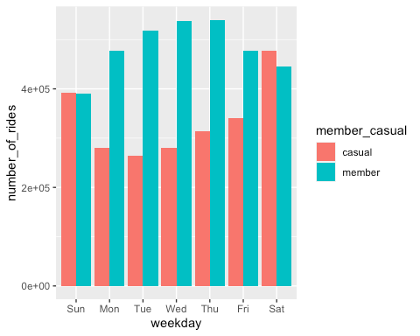 number_of_rides
4e+05
2e+05
0e+00
Sun Mon Tue Wed Thu Fri Sat
weekday
member_casual
casual
member